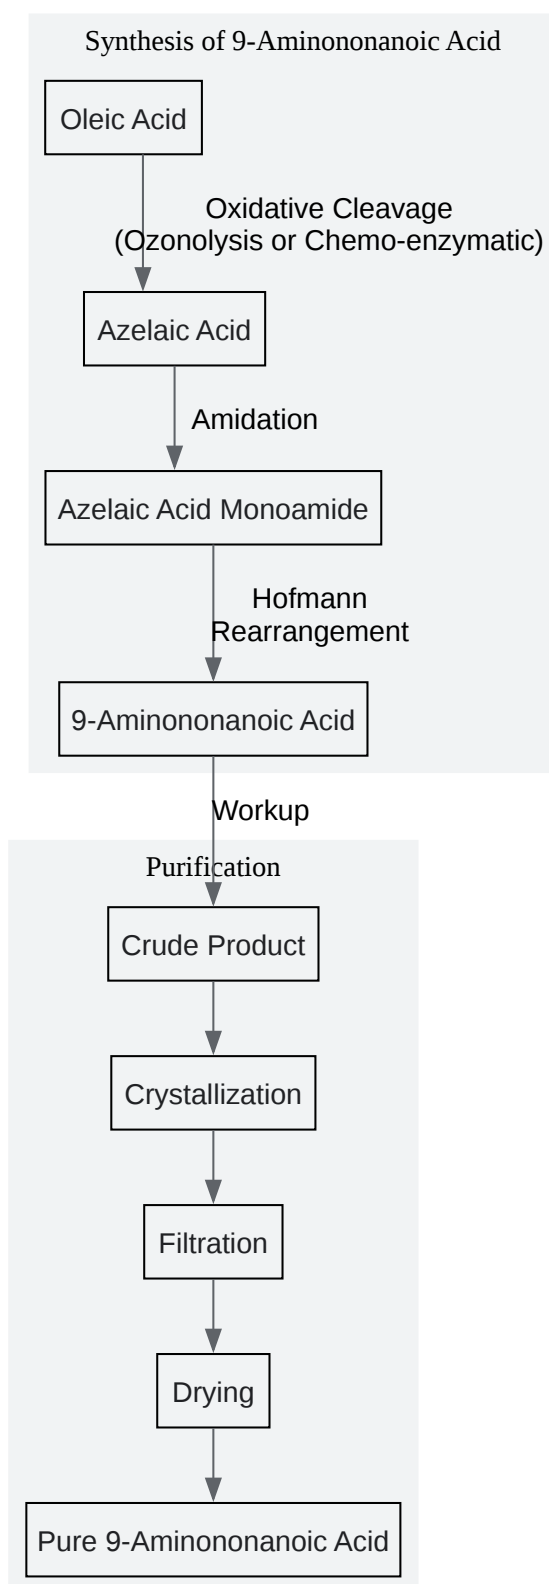 Synthesis of 9-Aminononanoic Acid
Oleic Acid
Oxidative Cleavage
(Ozonolysis or Chemo-enzymatic)
Azelaic Acid
Amidation
Azelaic Acid Monoamide
Hofmann
Rearrangement
9-Aminononanoic Acid
Workup
Purification
Crude Product
Crystallization
Filtration
Drying
Pure 9-Aminononanoic Acid